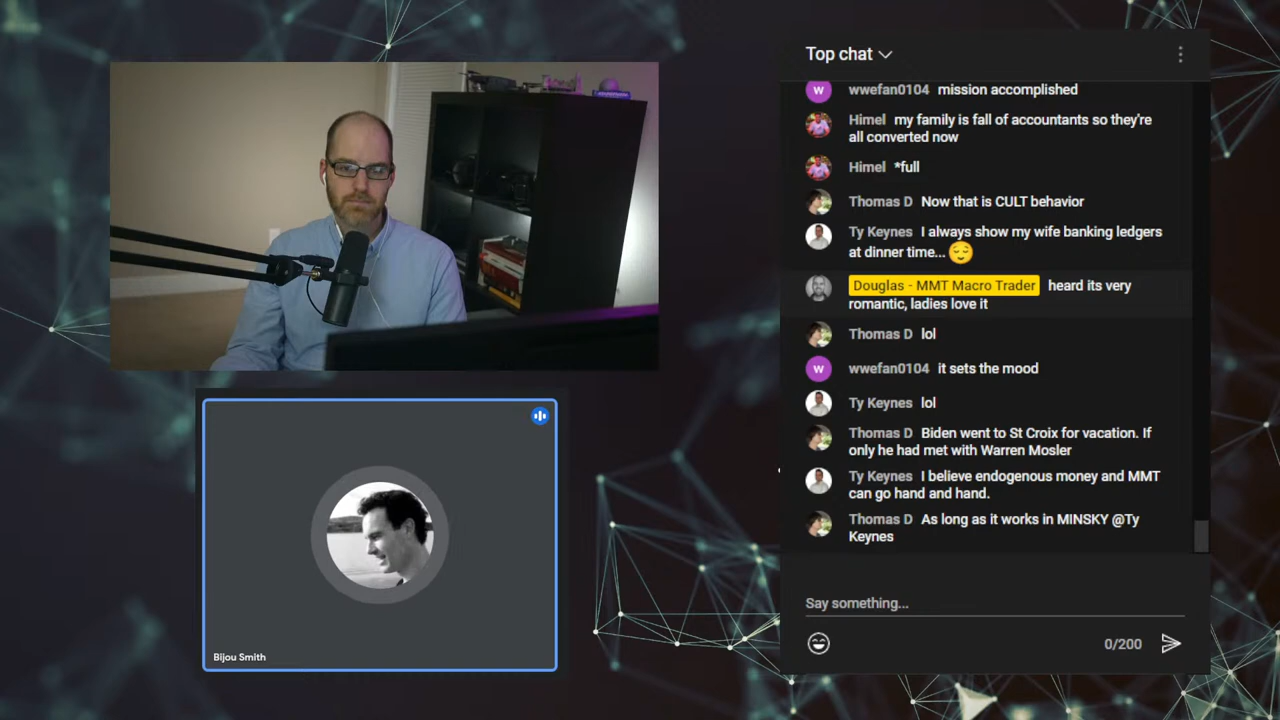 Top chat
wwefan0104 mission accomplished
Himel my family is fall of accountants so they're
all converted now
Himel *full
Thomas D Now that is CULT behavior
Ty Keynes I always show my wife banking ledgers
at dinner time... 😌
Douglas - MMT Macro Trader heard its very
romantic, ladies love it
Thomas D lol
W
wwefan0104 it sets the mood
Ty Keynes lol
Thomas D Biden went to St Croix for vacation. If
only he had met with Warren Mosler
Ty Keynes I believe endogenous money and MMT
can go hand and hand.
Thomas D As long as it works in MINSKY @Ty
Keynes
Say something...
0/200
Bijou Smith